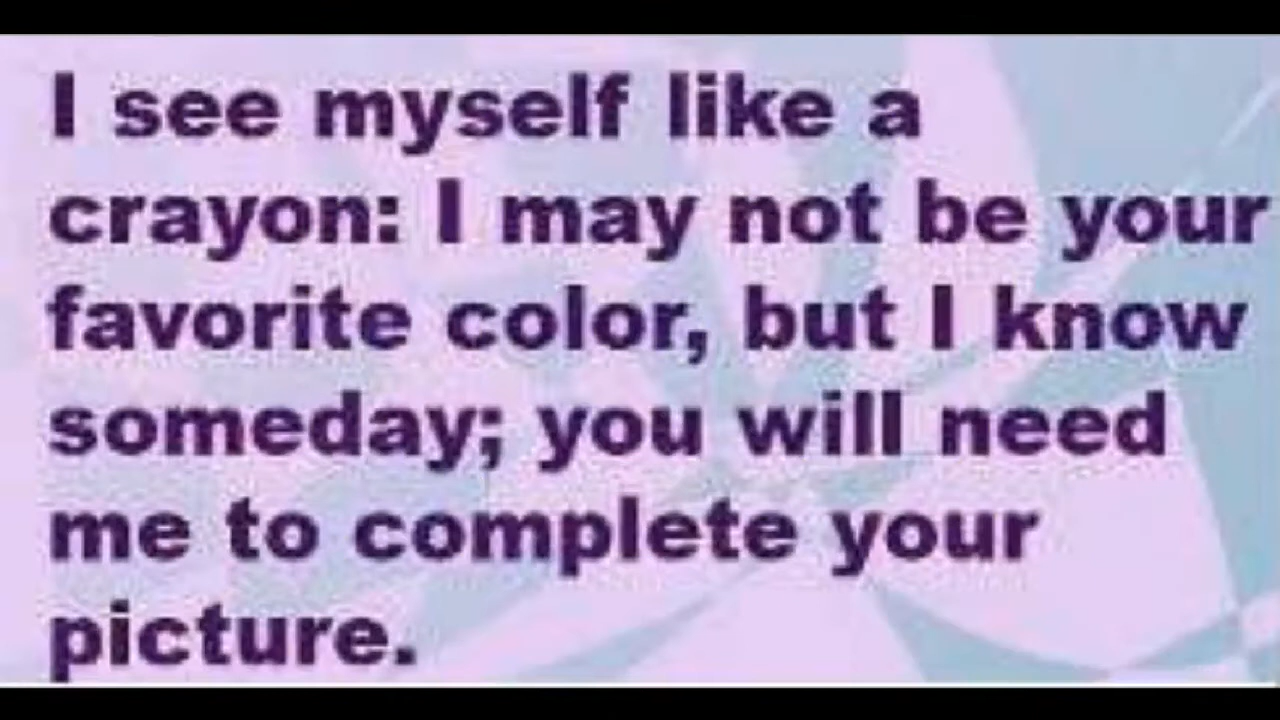 I see myself like a
crayon: I may not be your
favorite color, but I know
someday; you will need
me to complete your
picture.